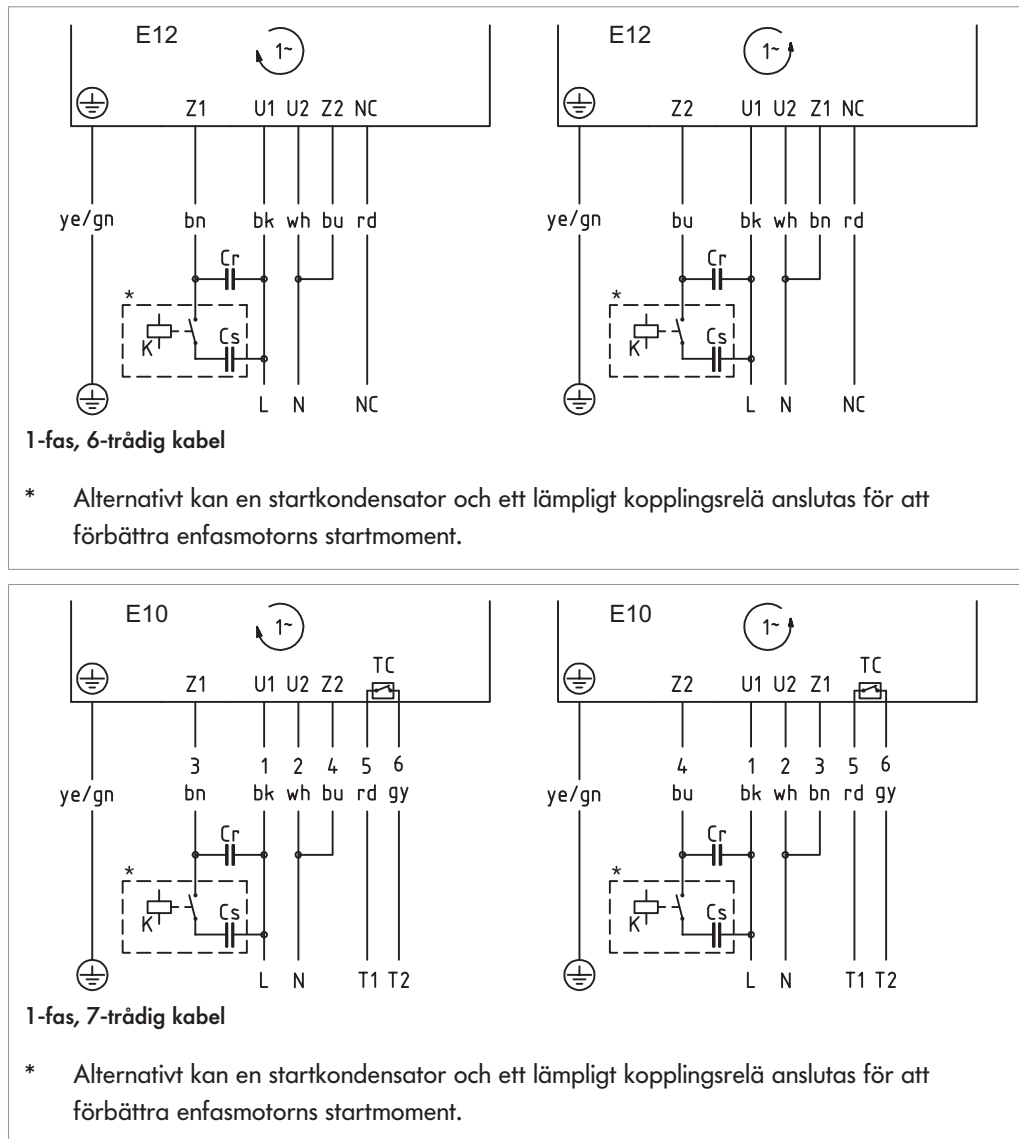 E12 1~ E12 1~
Z1 U1 U2 Z2 NC Z2 U1 U2 Z1 NC
ye/gn bn bk wh bu rd ye/gn bu bk wh bn rd
Cr Cr
* *
K Cs K Cs
L N NC L N NC
1-fas, 6-trådig kabel
* Alternativt kan en startkondensator och ett lämpligt kopplingsrelä anslutas för att
förbättra enfasmotorns startmoment.
E10 1~ E10 1~
TC TC
Z1 U1 U2 Z2 Z2 U1 U2 Z1
3 1 2 4 5 6 4 1 2 3 5 6
ye/gn bn bk wh bu rd gy ye/gn bu bk wh bn rd gy
Cr Cr
* *
K Cs K Cs
L N T1 T2 L N T1 T2
1-fas, 7-trådig kabel
* Alternativt kan en startkondensator och ett lämpligt kopplingsrelä anslutas för att
förbättra enfasmotorns startmoment.